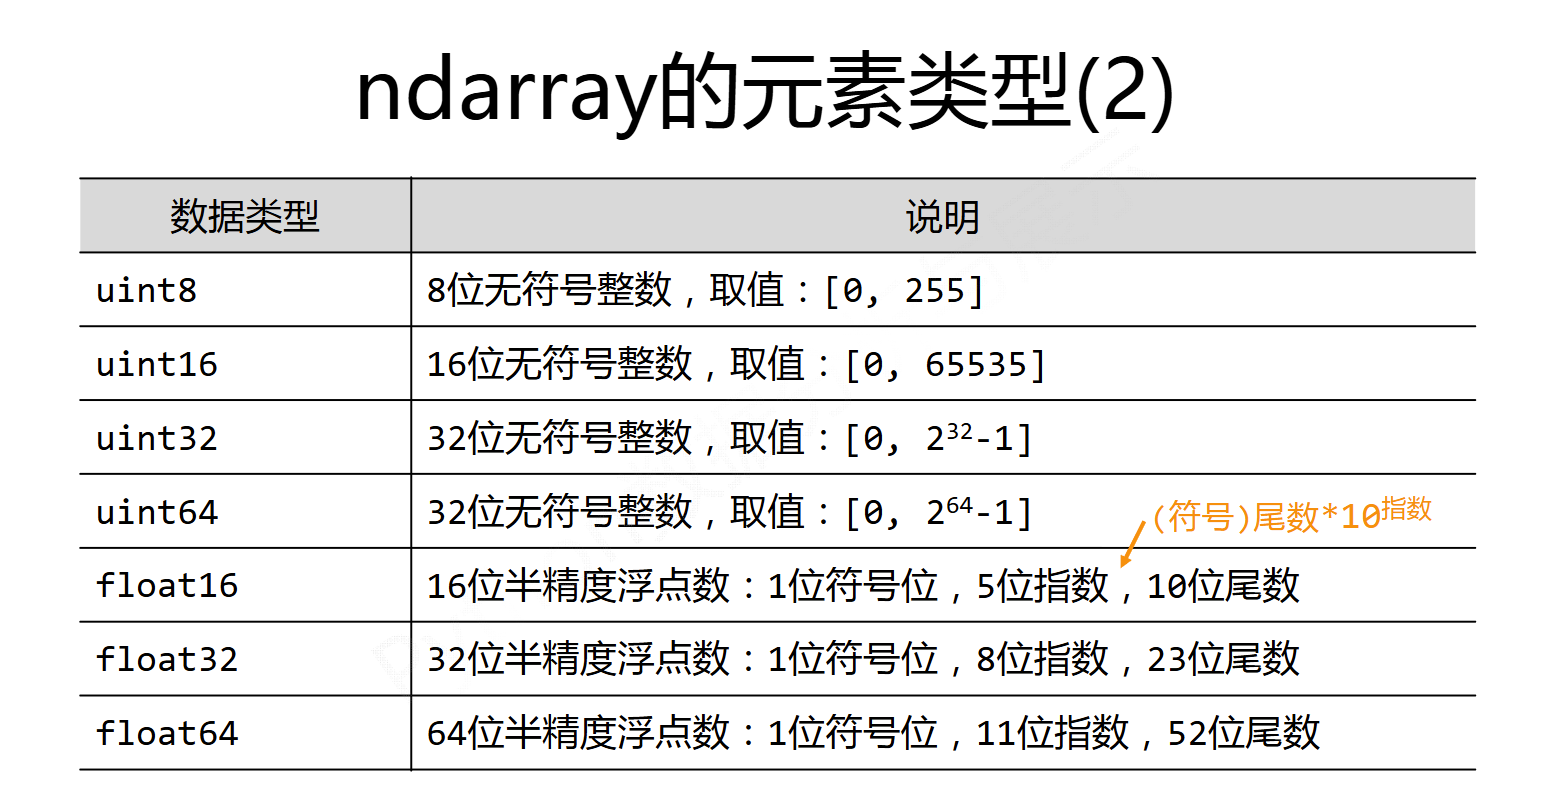 ndarray的元素类型(2)
数据类型 说明
uint8 8位无符号整数，取值：[0, 255]
uint16 16位无符号整数，取值：[0, 65535]
uint32 32位无符号整数，取值：[0, 2³²-1]
uint64 32位无符号整数，取值：[0, 2⁶⁴-1]
(符号)尾数*10指数
float16 16位半精度浮点数：1位符号位，5位指数，10位尾数
float32 32位半精度浮点数：1位符号位，8位指数，23位尾数
float64 64位半精度浮点数：1位符号位，11位指数，52位尾数